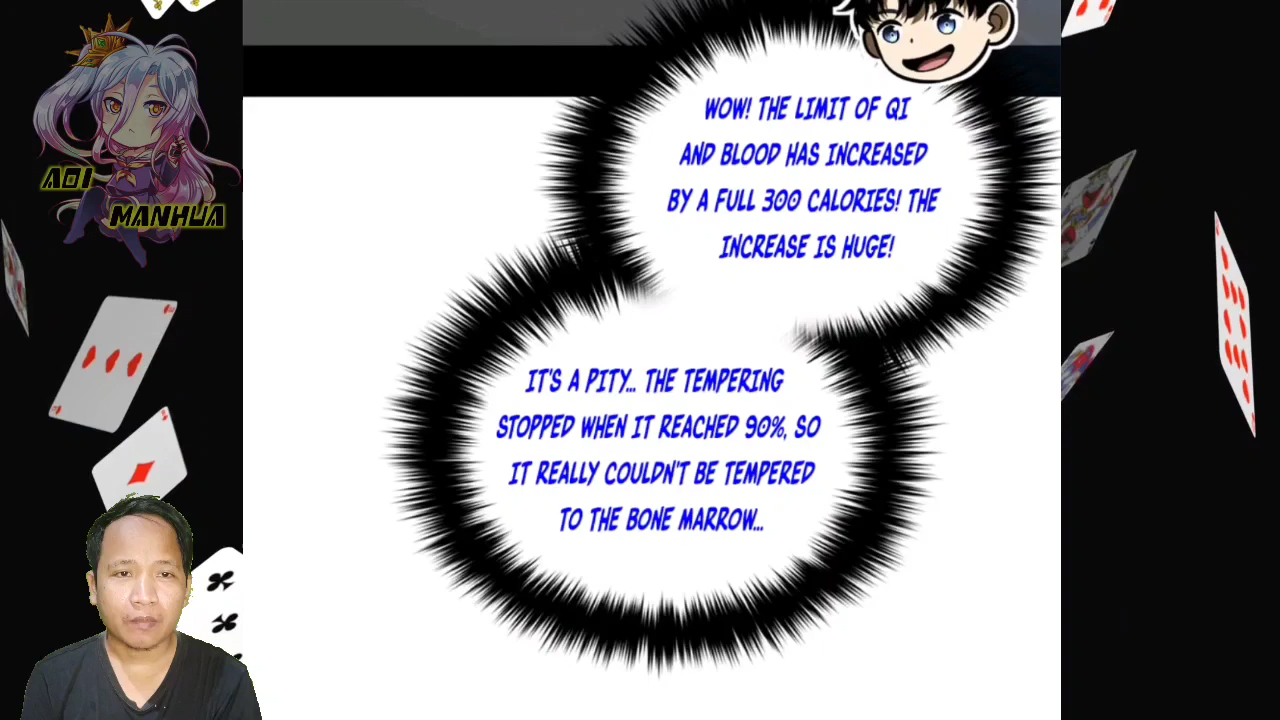 AOI
MANHUA
WOW! THE LIMIT OF QI
AND BLOOD HAS INCREASED
BY A FULL 300 CALORIES! THE
INCREASE IS HUGE!
IT'S A PITY... THE TEMPERING
STOPPED WHEN IT REACHED 90%, SO
IT REALLY COULDN'T BE TEMPERED
TO THE BONE MARROW...